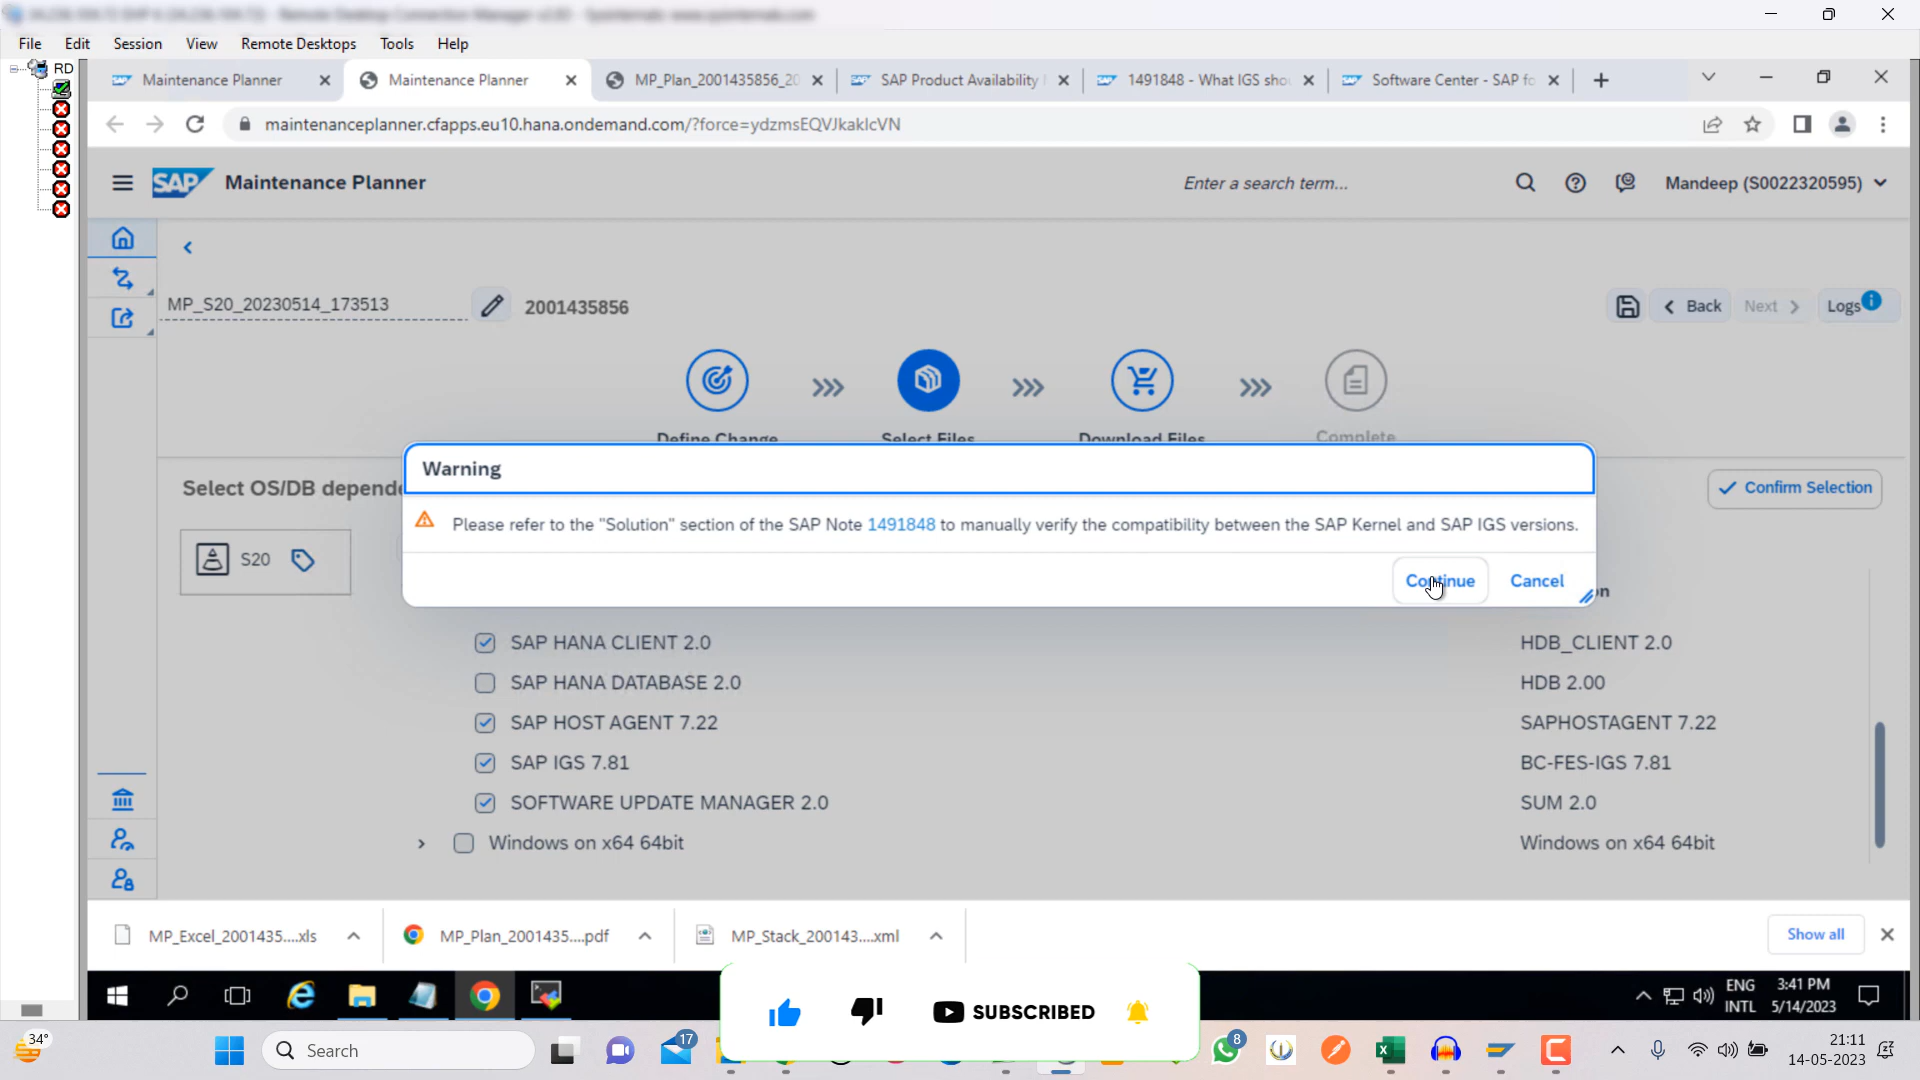 File Edit Session View Remote Desktops Tools Help
RD
Maintenance Planner
Maintenance Planner
MP_Plan_2001435856_20
SAP Product Availability
1491848 - What IGS shou
Software Center - SAP fo
maintenanceplanner.cfapps.eu10.hana.ondemand.com/?force=ydzmsEQVJkaklcVN
SAP Maintenance Planner Enter a search term... Mandeep (S0022320595)
MP_S20_20230514_173513 2001435856 Back Next Logs
Define Change Select Files Download Files Complete
Select OS/DB depende Confirm Selection
Warning
Please refer to the "Solution" section of the SAP Note 1491848 to manually verify the compatibility between the SAP Kernel and SAP IGS versions.
S20
Continue Cancel
on
SAP HANA CLIENT 2.0 HDB_CLIENT 2.0
SAP HANA DATABASE 2.0 HDB 2.00
SAP HOST AGENT 7.22 SAPHOSTAGENT 7.22
SAP IGS 7.81 BC-FES-IGS 7.81
SOFTWARE UPDATE MANAGER 2.0 SUM 2.0
Windows on x64 64bit Windows on x64 64bit
MP_Excel_2001435....xls MP_Plan_2001435....pdf MP_Stack_200143....xml Show all
SUBSCRIBED
ENG
INTL
3:41 PM
5/14/2023
34°
Search
17
8
21:11
14-05-2023